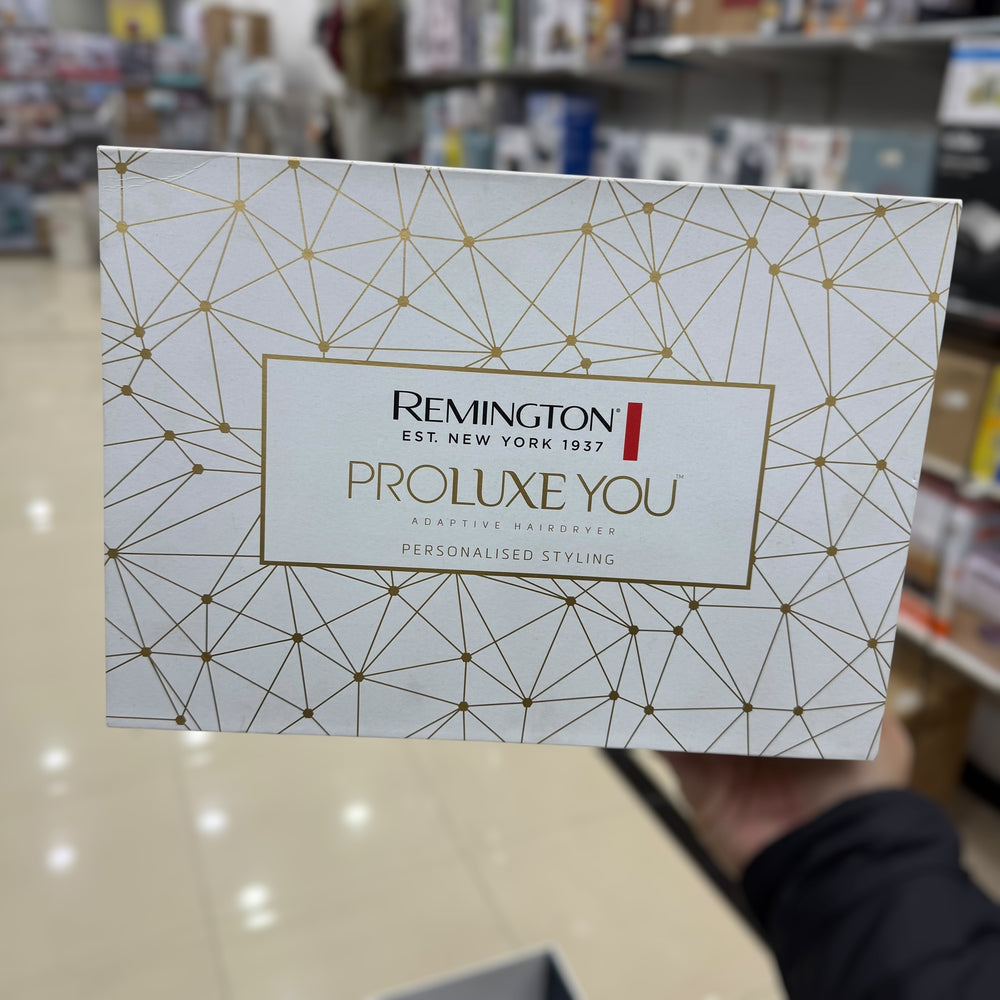 REMINGTON®
EST. NEW YORK 1937
PROLUXE YOU™
ADAPTIVE HAIRDRYER
PERSONALISED STYLING